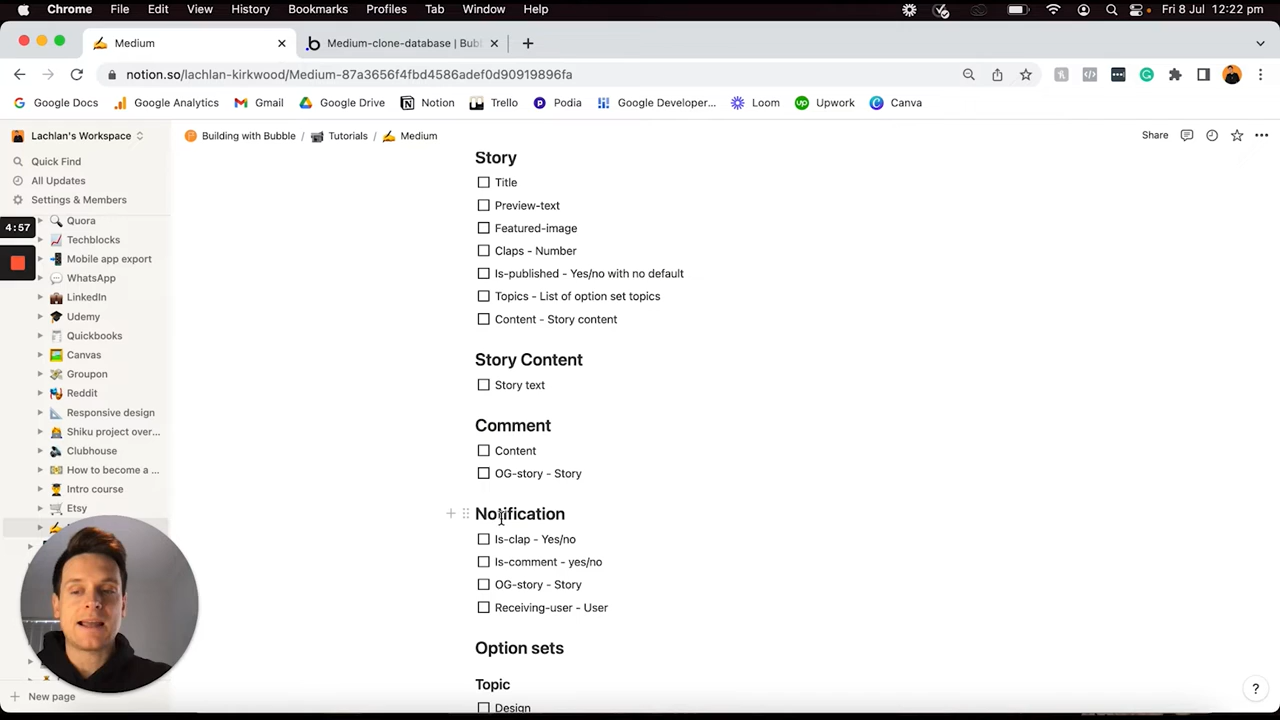 Chrome File Edit View History Bookmarks Profiles Tab Window Help Fri 8 Jul 12:22 pm
Medium
Medium-clone-database | Bubl
notion.so/lachlan-kirkwood/Medium-87a3656f4fbd4586adef0d90919896fa
Google Docs Google Analytics Gmail Google Drive Notion Trello Podia Google Developer... Loom Upwork Canva
Lachlan's Workspace
Building with Bubble / Tutorials / Medium
Share
Quick Find
All Updates
Settings & Members
4:57
Quora
Techblocks
Mobile app export
WhatsApp
LinkedIn
Udemy
Quickbooks
Canvas
Groupon
Reddit
Responsive design
Shiku project over...
Clubhouse
How to become a ...
Intro course
Etsy
New page
Story
Title
Preview-text
Featured-image
Claps - Number
Is-published - Yes/no with no default
Topics - List of option set topics
Content - Story content
Story Content
Story text
Comment
Content
OG-story - Story
Notification
Is-clap - Yes/no
Is-comment - yes/no
OG-story - Story
Receiving-user - User
Option sets
Topic
Design
?